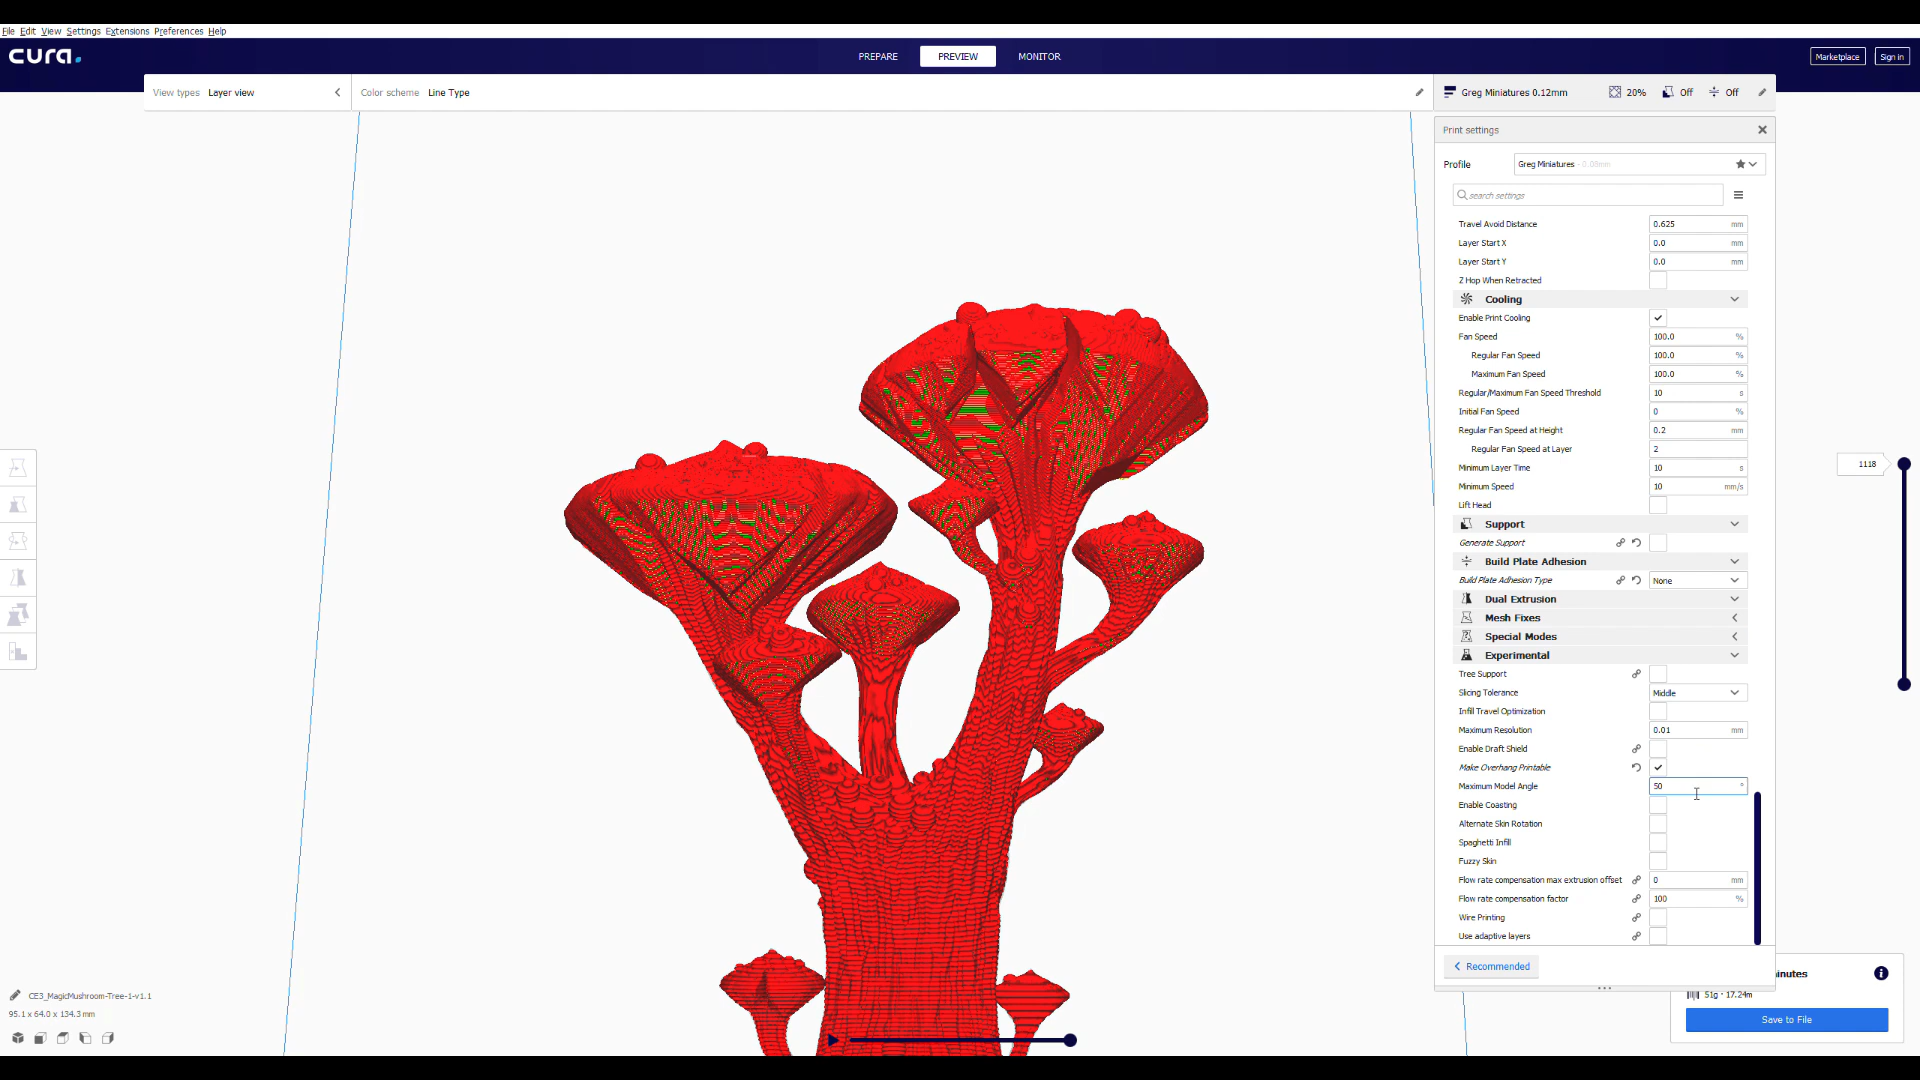 File Edit View Settings Extensions Preferences Help
cura.
PREPARE PREVIEW MONITOR
Marketplace Sign in
View types Layer view
Color scheme Line Type
Greg Miniatures 0.12mm 20% Off Off
Print settings
Profile Greg Miniatures - 0.08mm
search settings
Travel Avoid Distance 0.625 mm
Layer Start X 0.0 mm
Layer Start Y 0.0 mm
Z Hop When Retracted
Cooling
Enable Print Cooling
Fan Speed 100.0 %
Regular Fan Speed 100.0 %
Maximum Fan Speed 100.0 %
Regular/Maximum Fan Speed Threshold 10 s
Initial Fan Speed 0 %
Regular Fan Speed at Height 0.2 mm
Regular Fan Speed at Layer 2
Minimum Layer Time 10 s
Minimum Speed 10 mm/s
Lift Head
Support
Generate Support
Build Plate Adhesion
Build Plate Adhesion Type None
Dual Extrusion
Mesh Fixes
Special Modes
Experimental
Tree Support
Slicing Tolerance Middle
Infill Travel Optimization
Maximum Resolution 0.01 mm
Enable Draft Shield
Make Overhang Printable
Maximum Model Angle 50 °
Enable Coasting
Alternate Skin Rotation
Spaghetti Infill
Fuzzy Skin
Flow rate compensation max extrusion offset 0 mm
Flow rate compensation factor 100 %
Wire Printing
Use adaptive layers
Recommended
1118
inutes
51g · 17.24m
Save to File
CE3_MagicMushroom-Tree-1-v1.1
95.1 x 64.0 x 134.3 mm